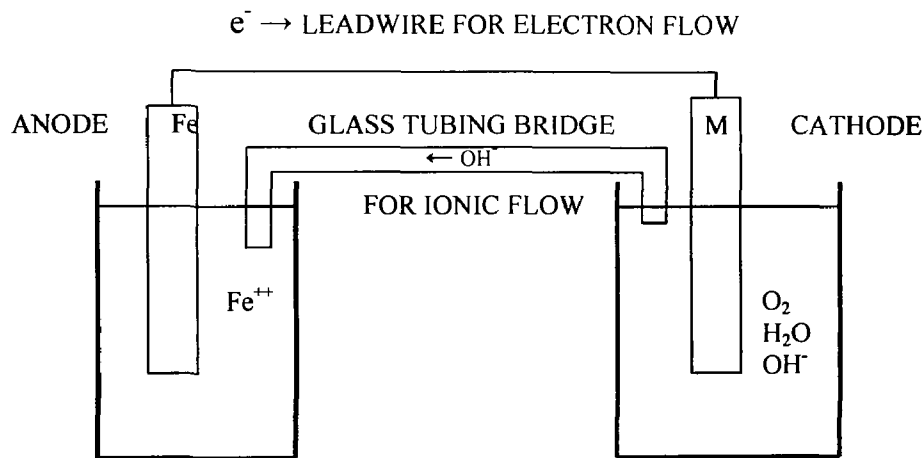 e⁻ → LEADWIRE FOR ELECTRON FLOW
ANODE Fe GLASS TUBING BRIDGE M CATHODE
← OH⁻
FOR IONIC FLOW
Fe⁺⁺
O₂
H₂O
OH⁻